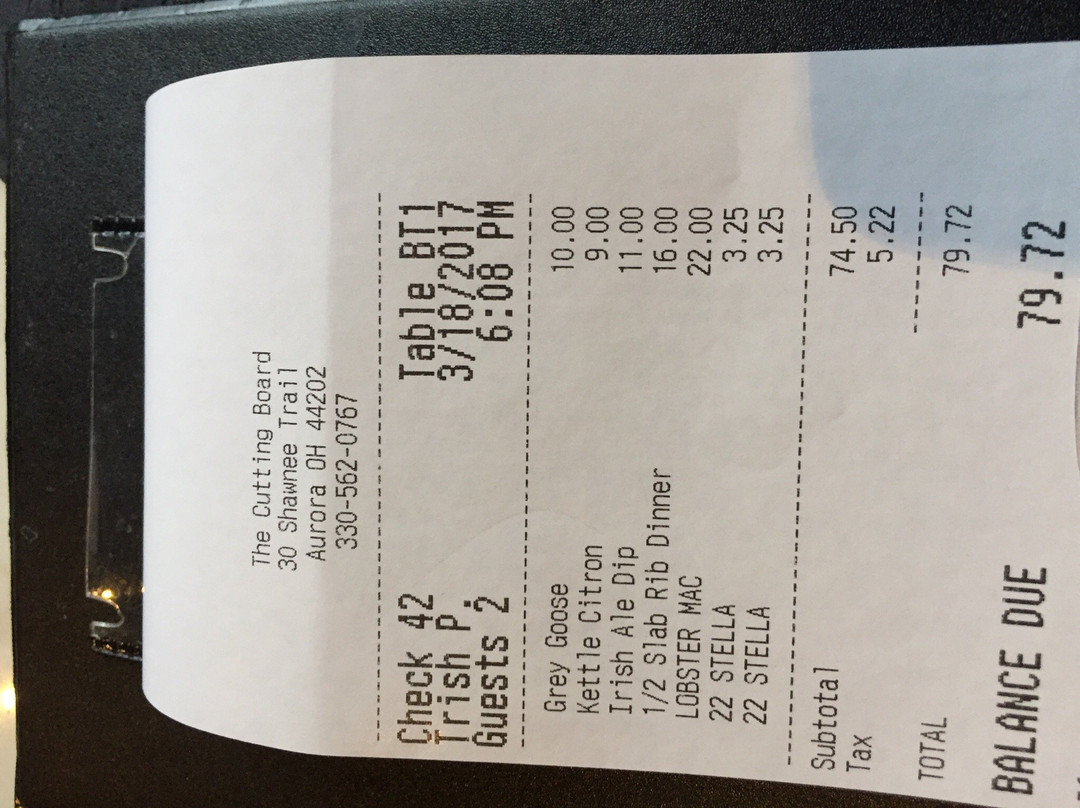 The Cutting Board
30 Shawnee Trail
Aurora OH 44202
330-562-0767
Check 42 Table BT1
Trish P. 3/18/2017
Guests 2 6:08 PM
Grey Goose 10.00
Kettle Citron 9.00
Irish Ale Dip 11.00
1/2 Slab Rib Dinner 16.00
LOBSTER MAC 22.00
22 STELLA 3.25
22 STELLA 3.25
Subtotal 74.50
Tax 5.22
TOTAL 79.72
BALANCE DUE 79.72